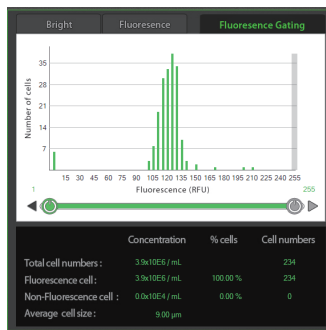 Bright Fluoresence Fluoresence Gating
Number of cells
35
28
21
14
7
15 30 45 60 75 90 105 120 135 150 165 180 195 210 225 240 255
1 Fluorescence (RFU) 255
Concentration % cells Cell numbers
Total cell numbers : 3.9x10E6 / mL 234
Fluorescence cell : 3.9x10E6 / mL 100.00 % 234
Non-Fluorescence cell : 0.0x10E4 / mL 0.00 % 0
Average cell size : 9.00 µm